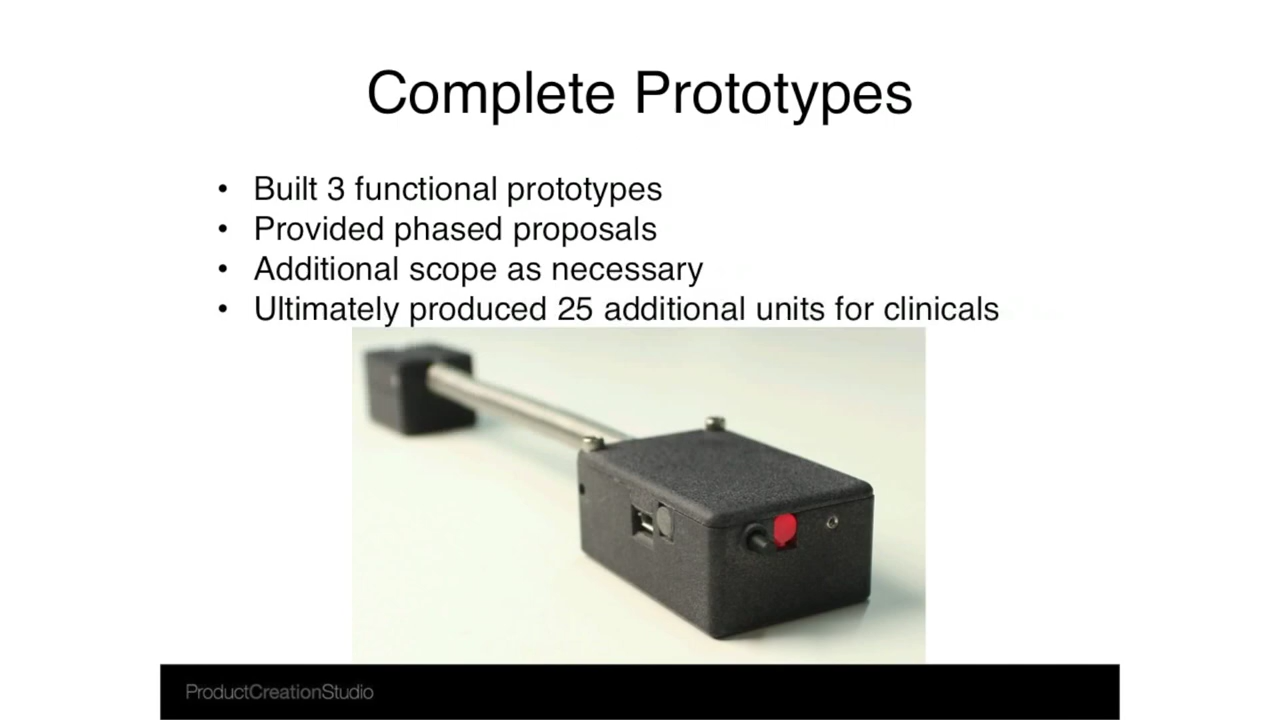 Complete Prototypes
• Built 3 functional prototypes
• Provided phased proposals
• Additional scope as necessary
• Ultimately produced 25 additional units for clinicals
ProductCreationStudio